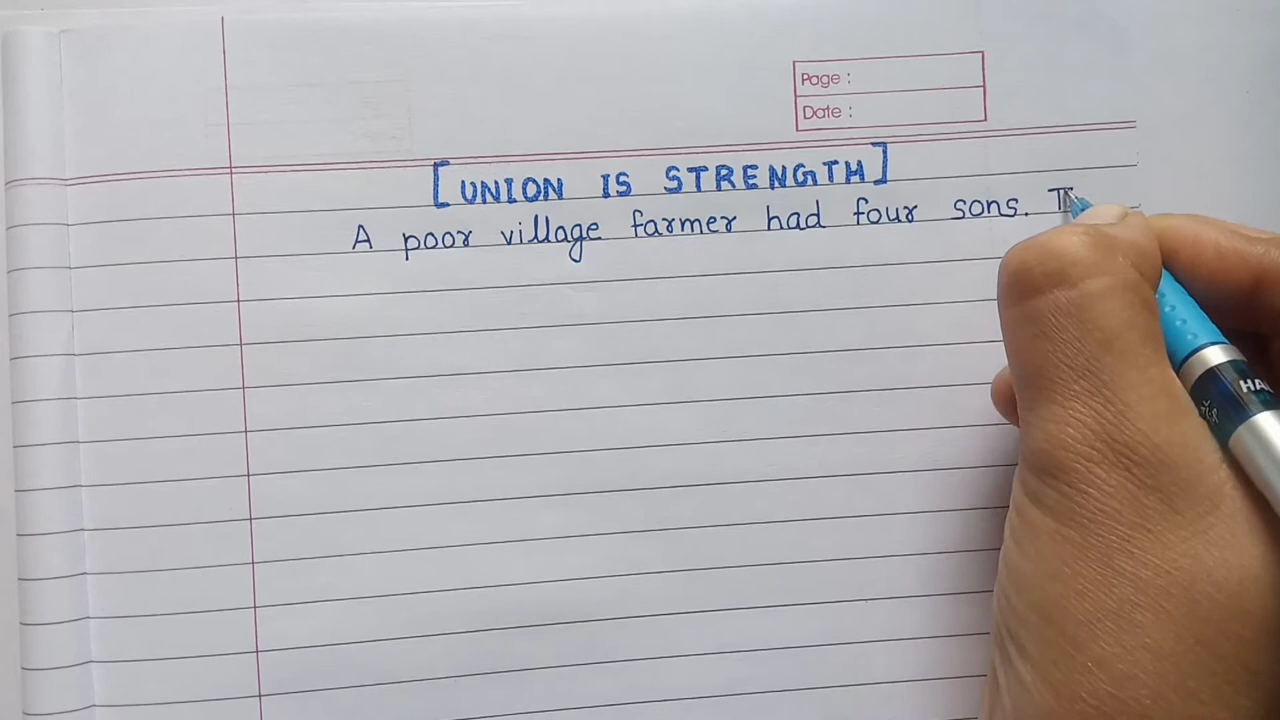 Page :
Date :
[UNION IS STRENGTH]
A poor village farmer had four sons. T